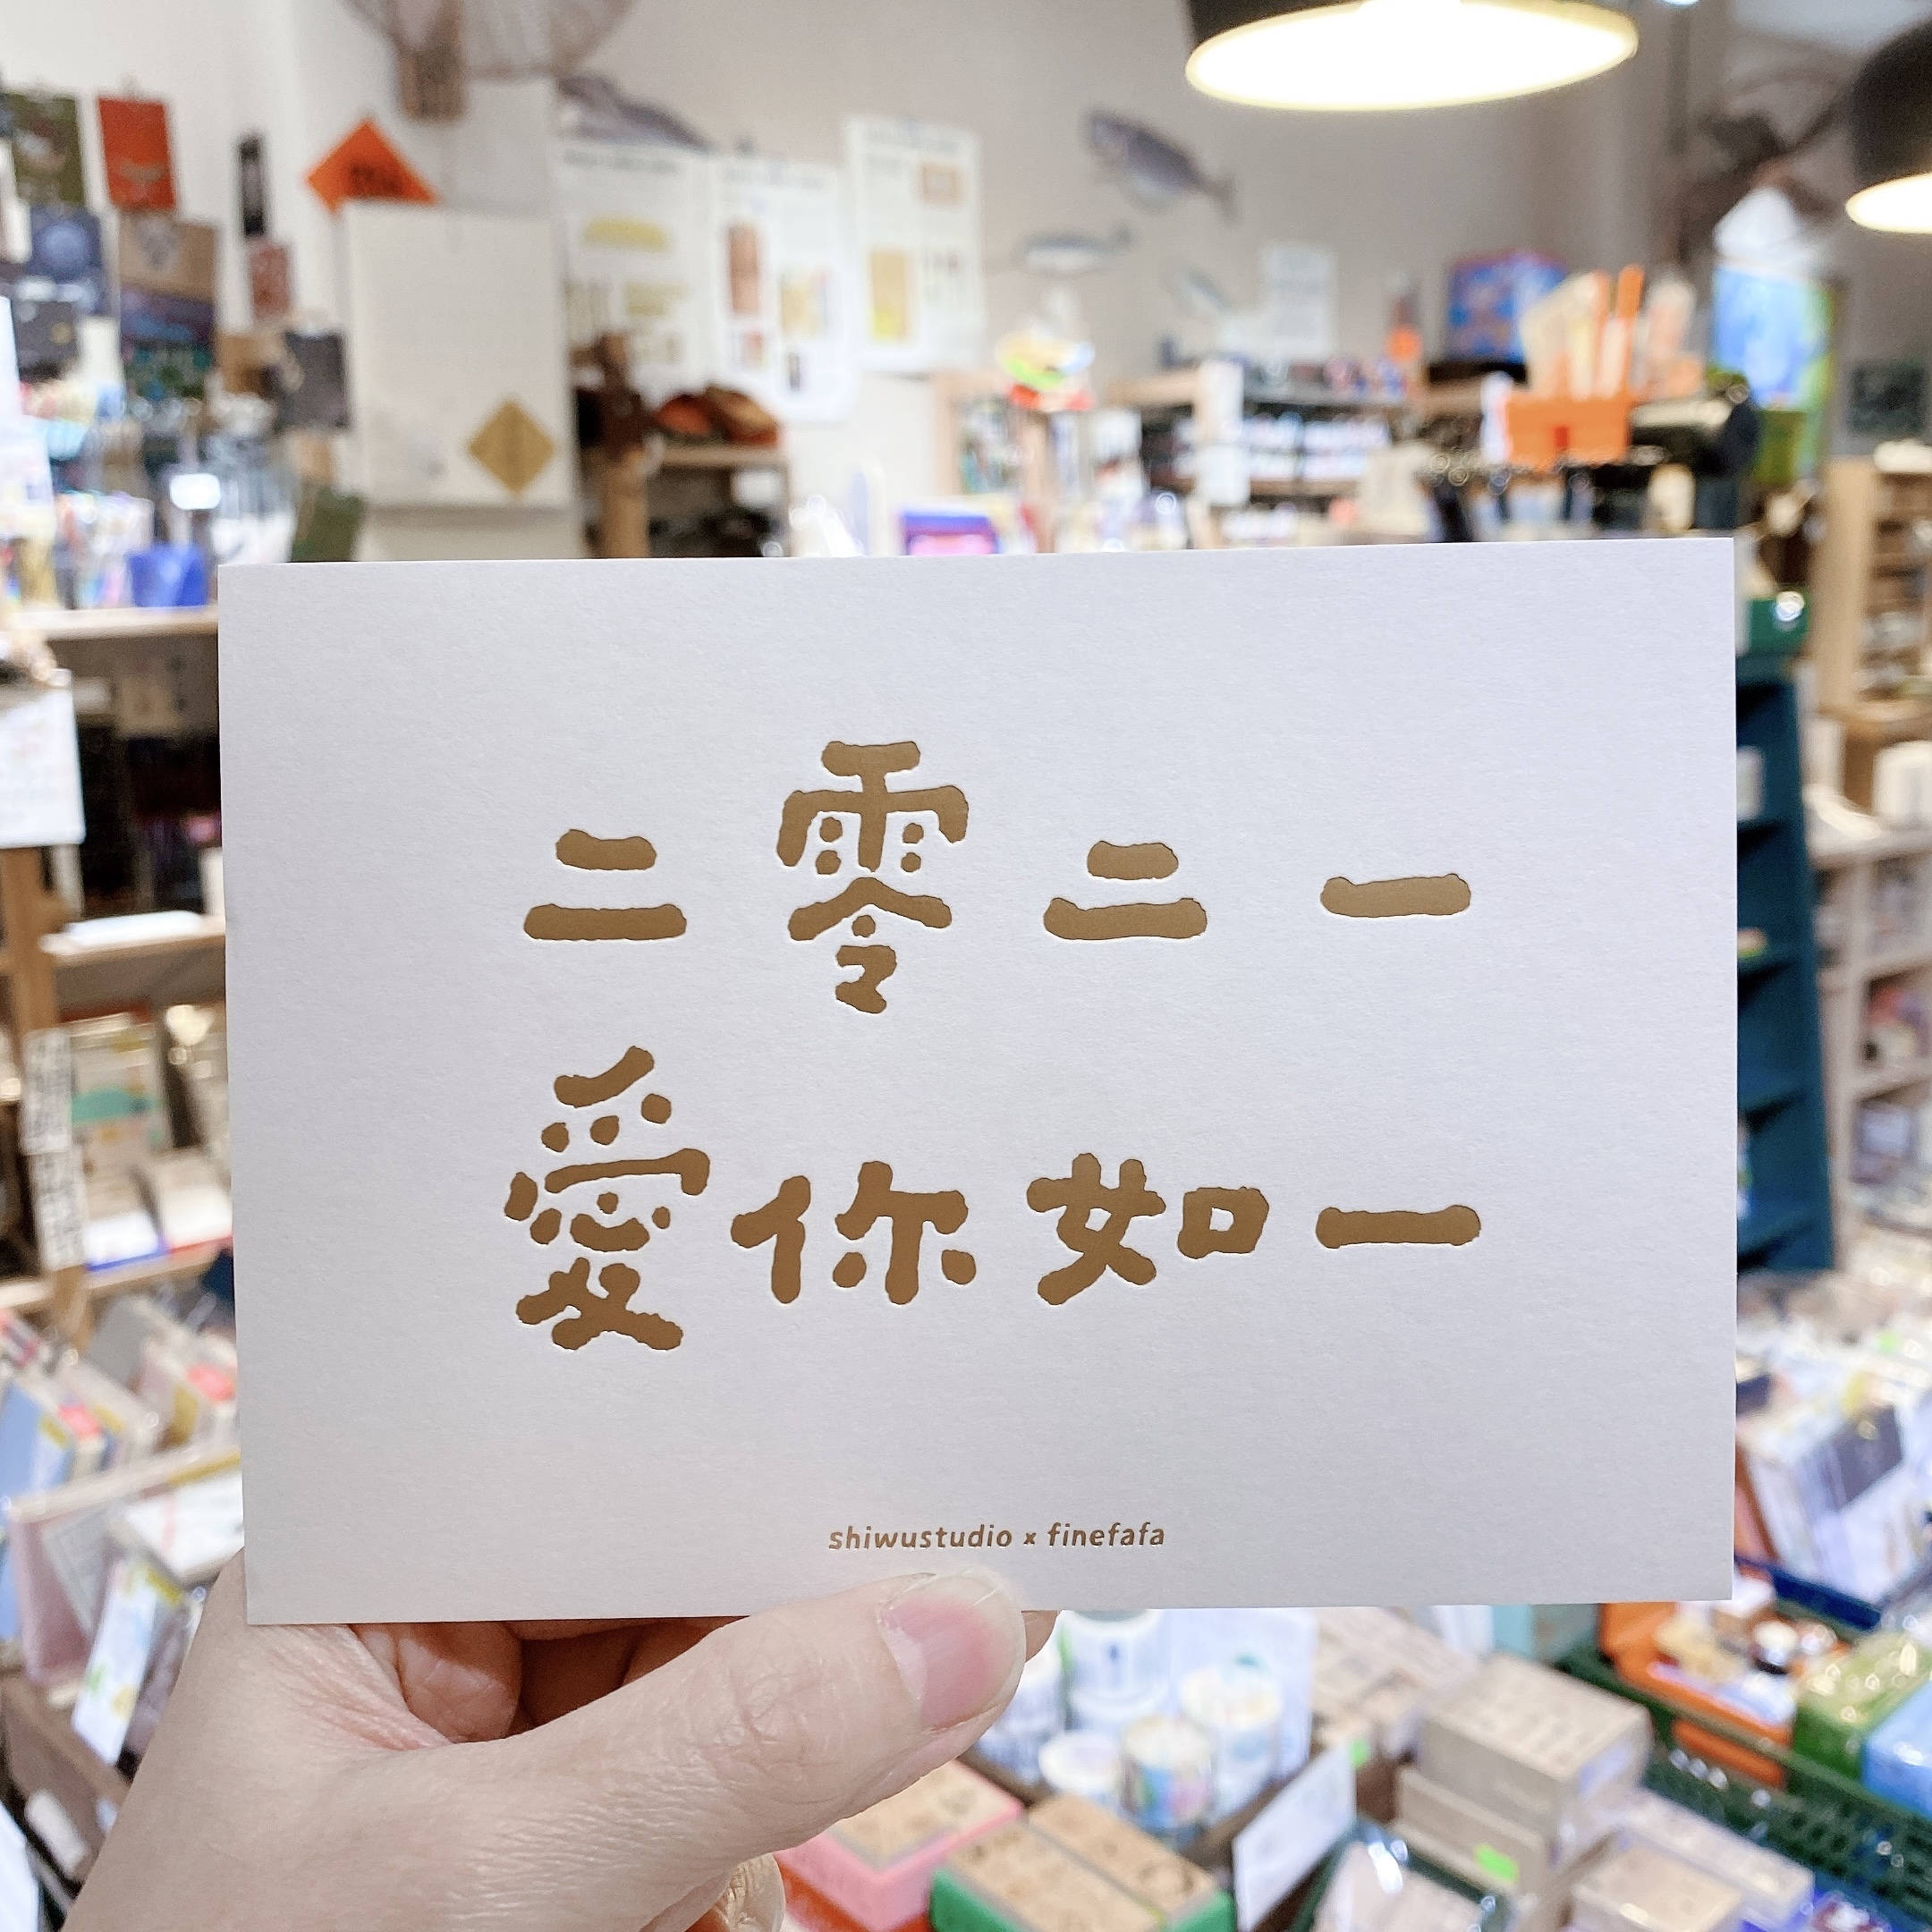 二零二一
愛你如一
shiwustudio x finefafa